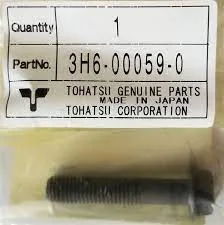 Quantity 1
PartNo. 3H6-00059-0
TOHATSU GENUINE PARTS
MADE IN JAPAN
TOHATSU CORPORATION